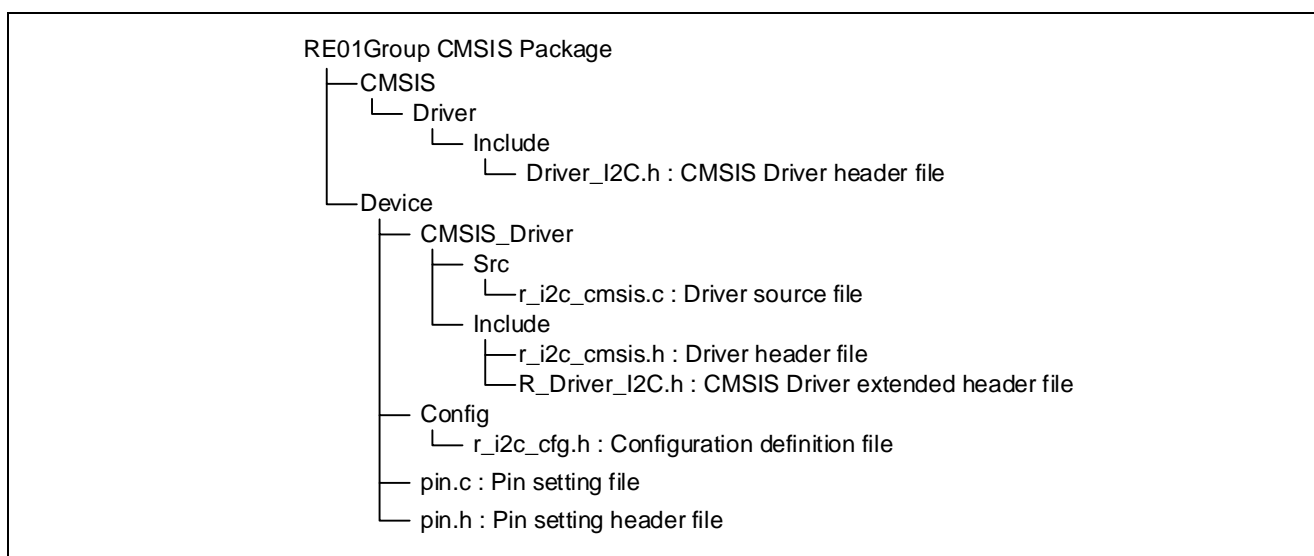 RE01Group CMSIS Package
CMSIS
Driver
Include
Driver_I2C.h : CMSIS Driver header file
Device
CMSIS_Driver
Src
r_i2c_cmsis.c : Driver source file
Include
r_i2c_cmsis.h : Driver header file
R_Driver_I2C.h : CMSIS Driver extended header file
Config
r_i2c_cfg.h : Configuration definition file
pin.c : Pin setting file
pin.h : Pin setting header file